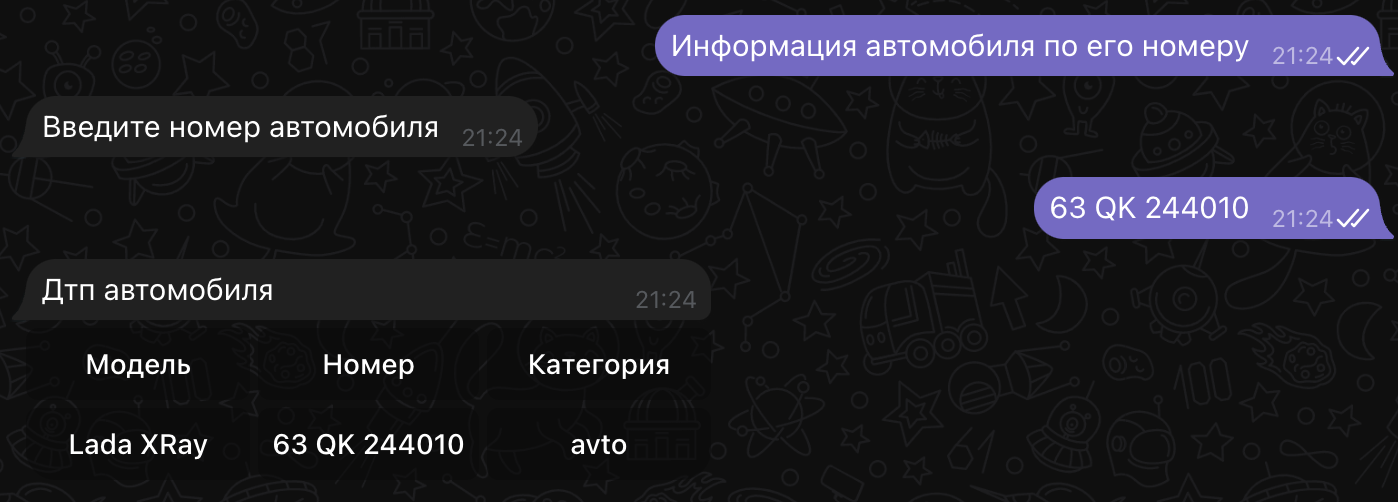 Информация автомобиля по его номеру 21:24
Введите номер автомобиля 21:24
63 QK 244010 21:24
Дтп автомобиля 21:24
Модель Номер Категория
Lada XRay 63 QK 244010 avto